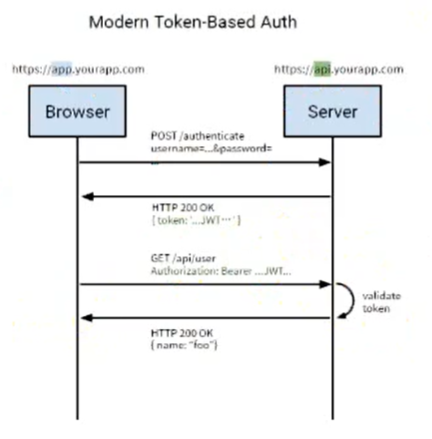 Modern Token-Based Auth
https://app.yourapp.com
https://api.yourapp.com
Browser
Server
POST /authenticate
username=...&password=
...
HTTP 200 OK
{ token: '...JWT...' }
GET /api/user
Authorization: Bearer ...JWT...
validate
token
HTTP 200 OK
{ name: "foo"}